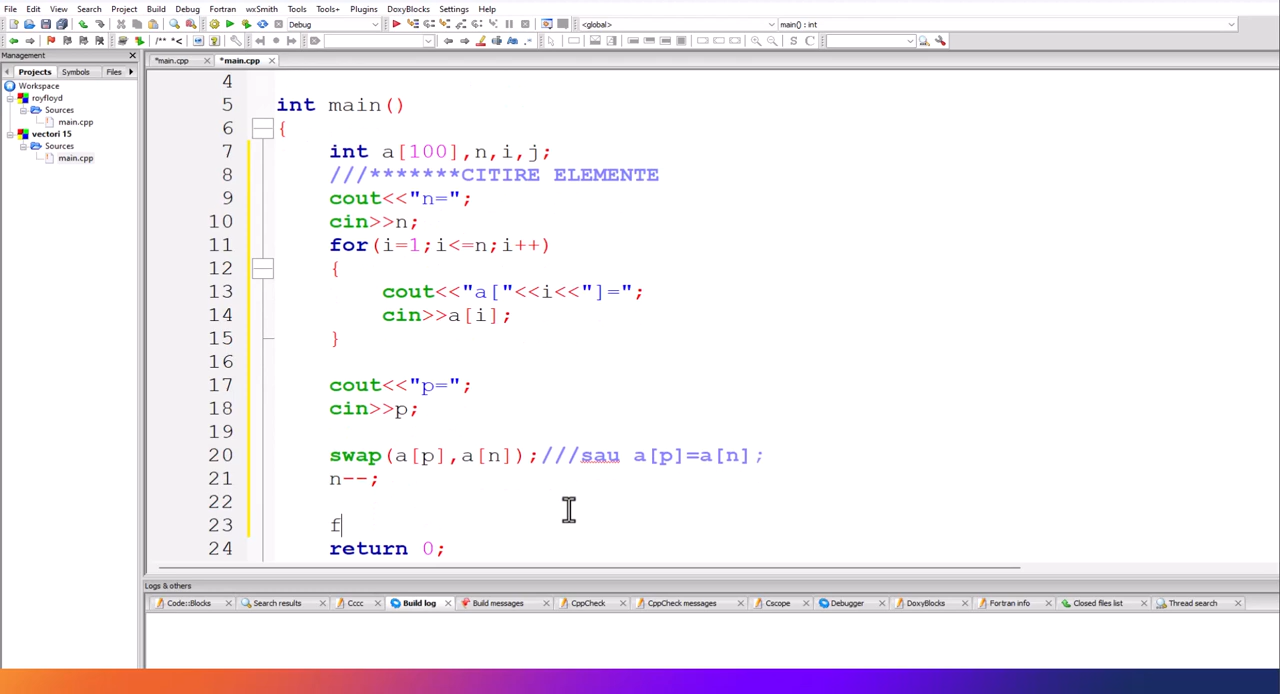 File Edit View Search Project Build Debug Fortran wxSmith Tools Tools+ Plugins DoxyBlocks Settings Help
Debug <global> main() : int
/** *< S C
Management
*main.cpp *main.cpp
Projects Symbols Files
Workspace
royfloyd
Sources
main.cpp
vectori 15
Sources
main.cpp
4
5 int main()
6 {
7 int a[100],n,i,j;
8 ///*******CITIRE ELEMENTE
9 cout<<"n=";
10 cin>>n;
11 for(i=1;i<=n;i++)
12 {
13 cout<<"a["<<i<<"]=";
14 cin>>a[i];
15 }
16
17 cout<<"p=";
18 cin>>p;
19
20 swap(a[p],a[n]);///sau a[p]=a[n];
21 n--;
22
23 f
24 return 0;
Logs & others
Code::Blocks Search results Cccc Build log Build messages CppCheck CppCheck messages Cscope Debugger DoxyBlocks Fortran info Closed files list Thread search